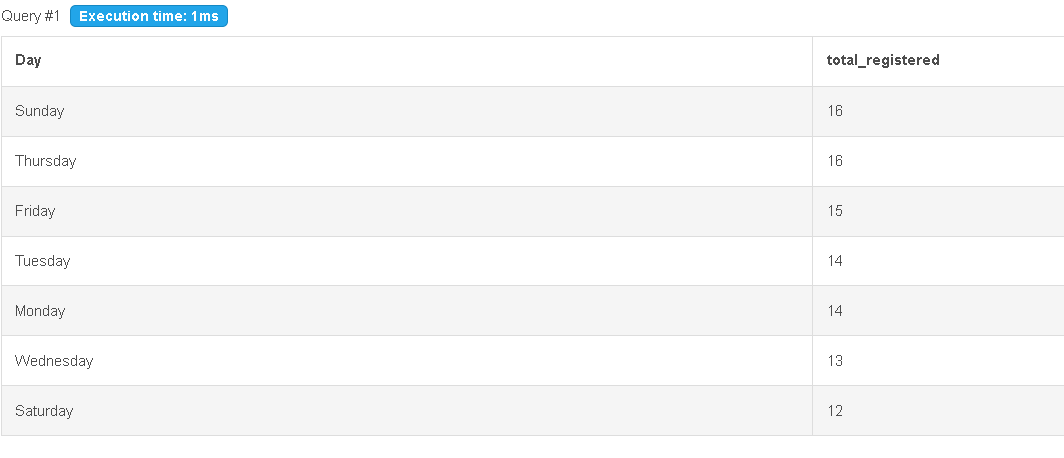 Query #1 Execution time: 1ms
Day total_registered
Sunday 16
Thursday 16
Friday 15
Tuesday 14
Monday 14
Wednesday 13
Saturday 12